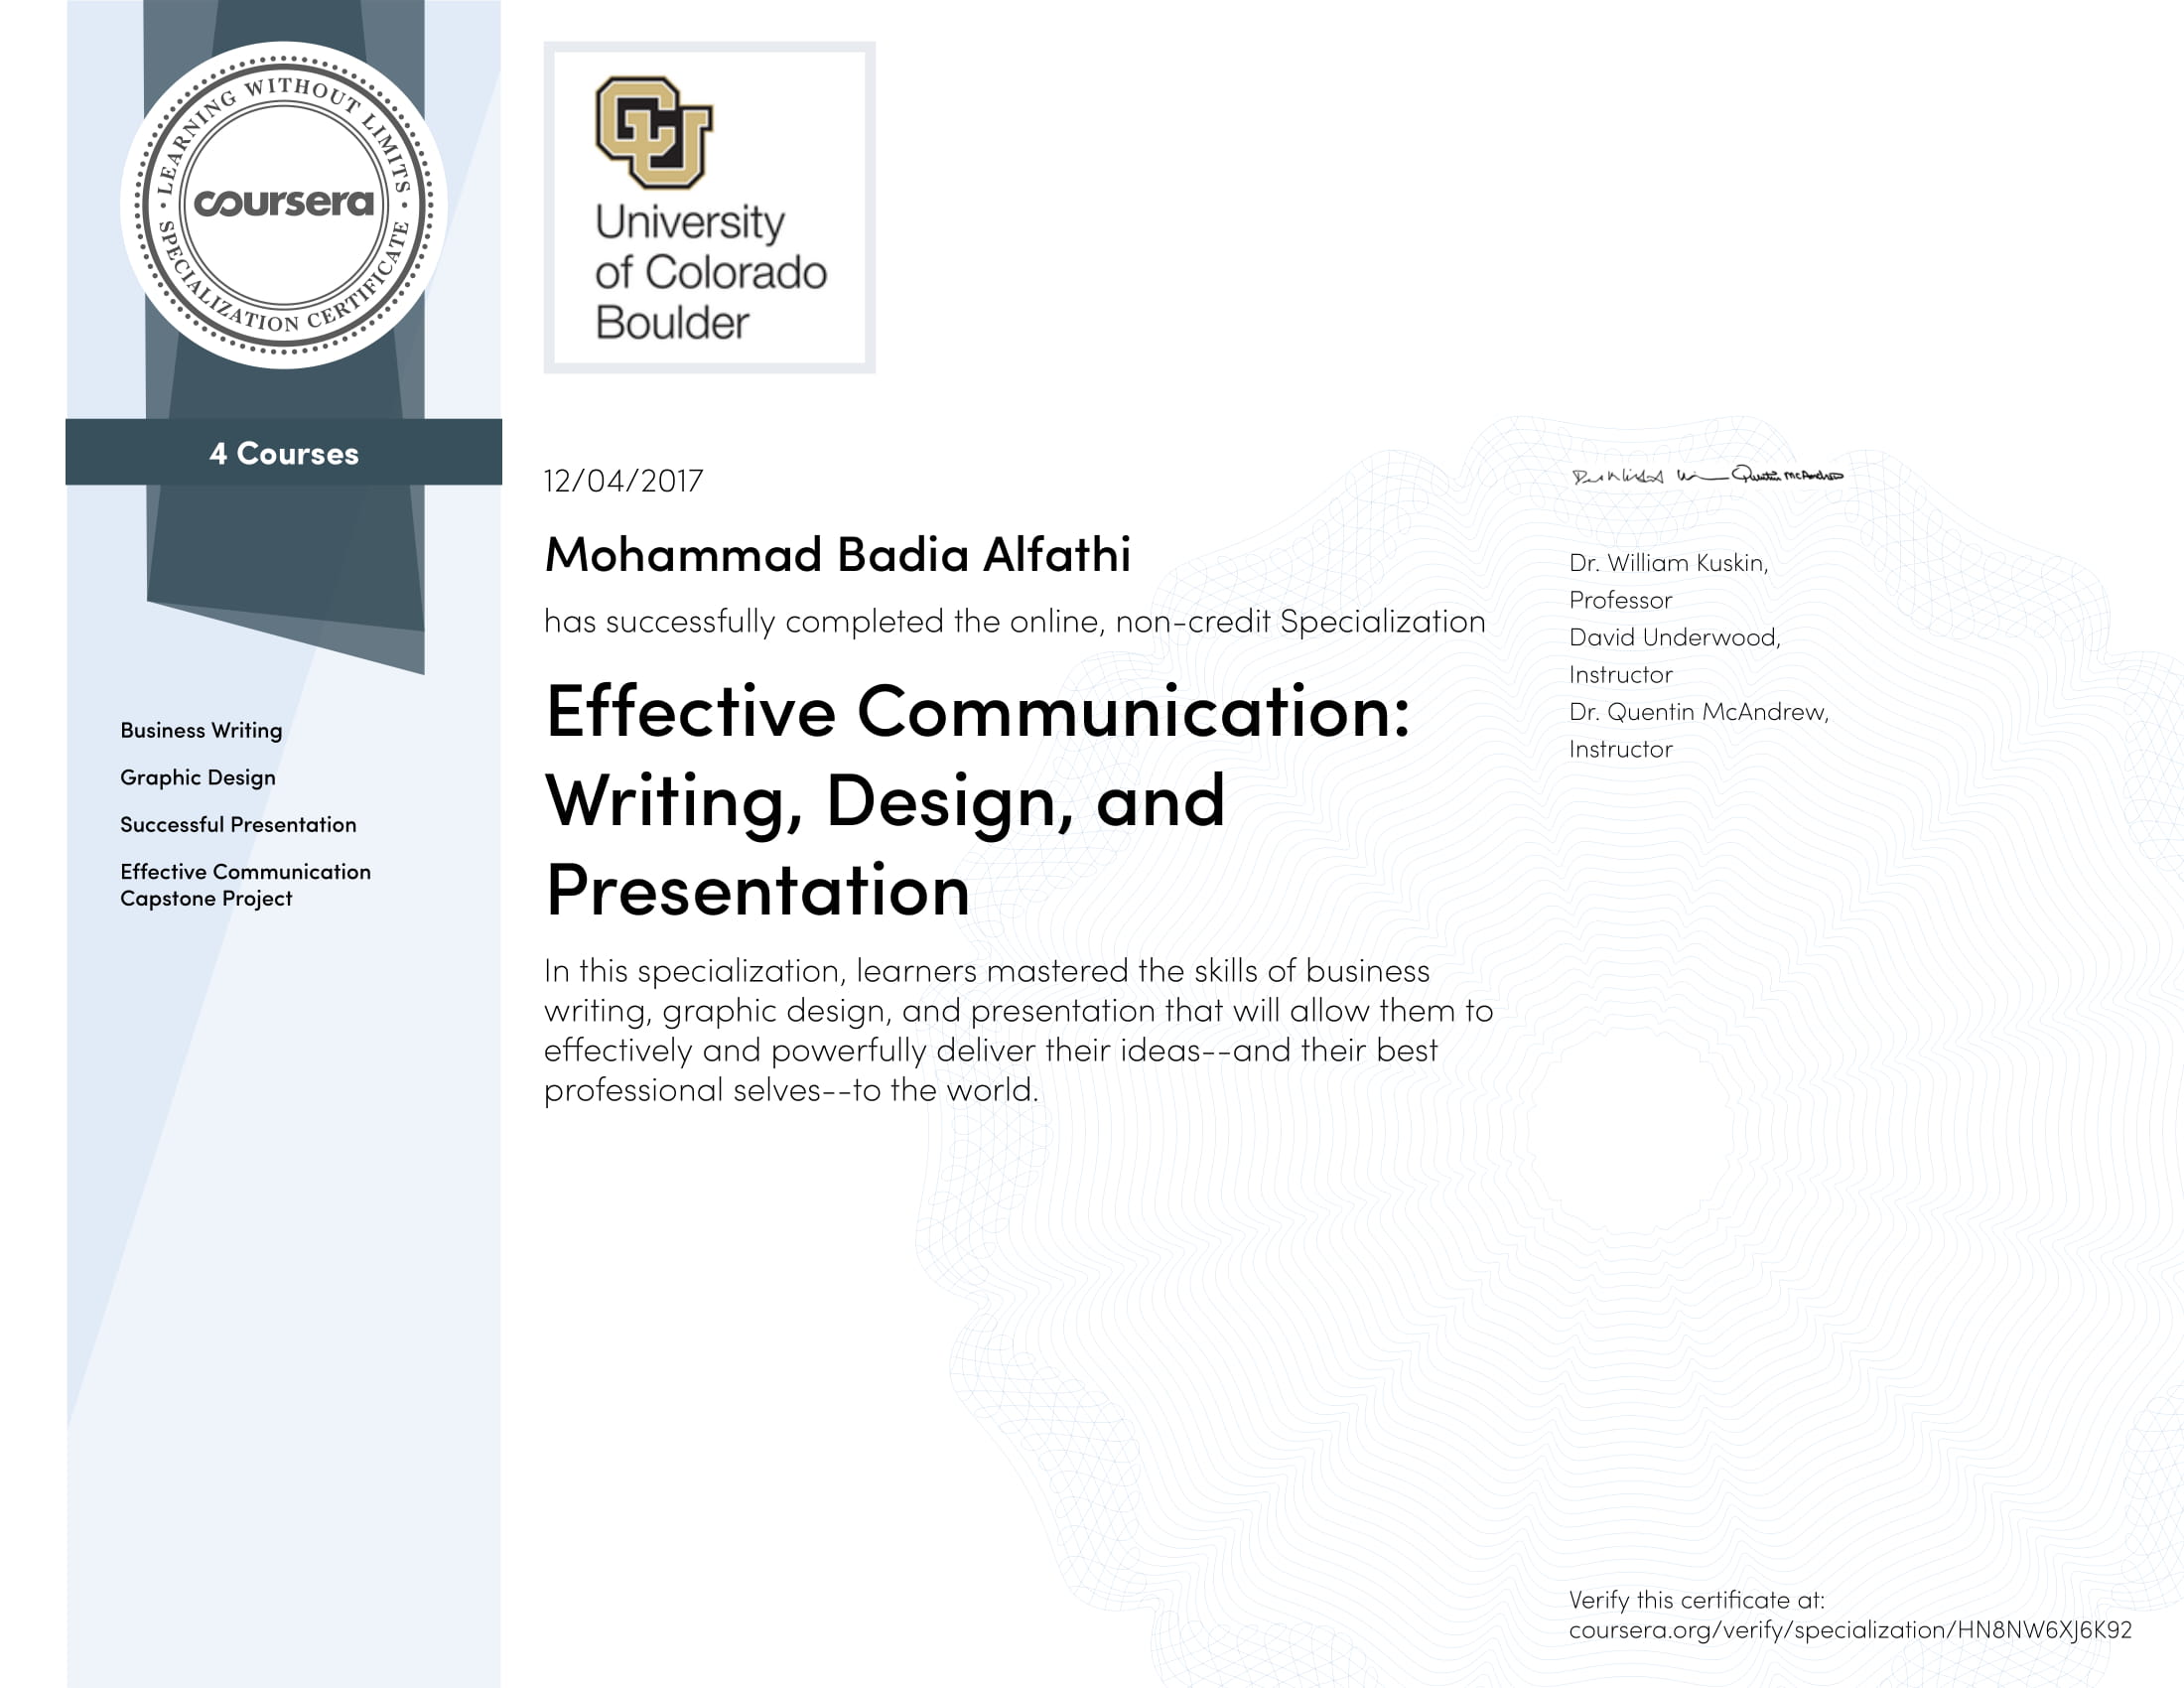 LEARNING WITHOUT LIMITS
coursera
SPECIALIZATION CERTIFICATE
4 Courses
Business Writing
Graphic Design
Successful Presentation
Effective Communication
Capstone Project
CU
University
of Colorado
Boulder
12/04/2017
Mohammad Badia Alfathi
has successfully completed the online, non-credit Specialization
Effective Communication:
Writing, Design, and
Presentation
In this specialization, learners mastered the skills of business
writing, graphic design, and presentation that will allow them to
effectively and powerfully deliver their ideas--and their best
professional selves--to the world.
Quentin McAndrew
Dr. William Kuskin,
Professor
David Underwood,
Instructor
Dr. Quentin McAndrew,
Instructor
Verify this certificate at:
coursera.org/verify/specialization/HN8NW6XJ6K92